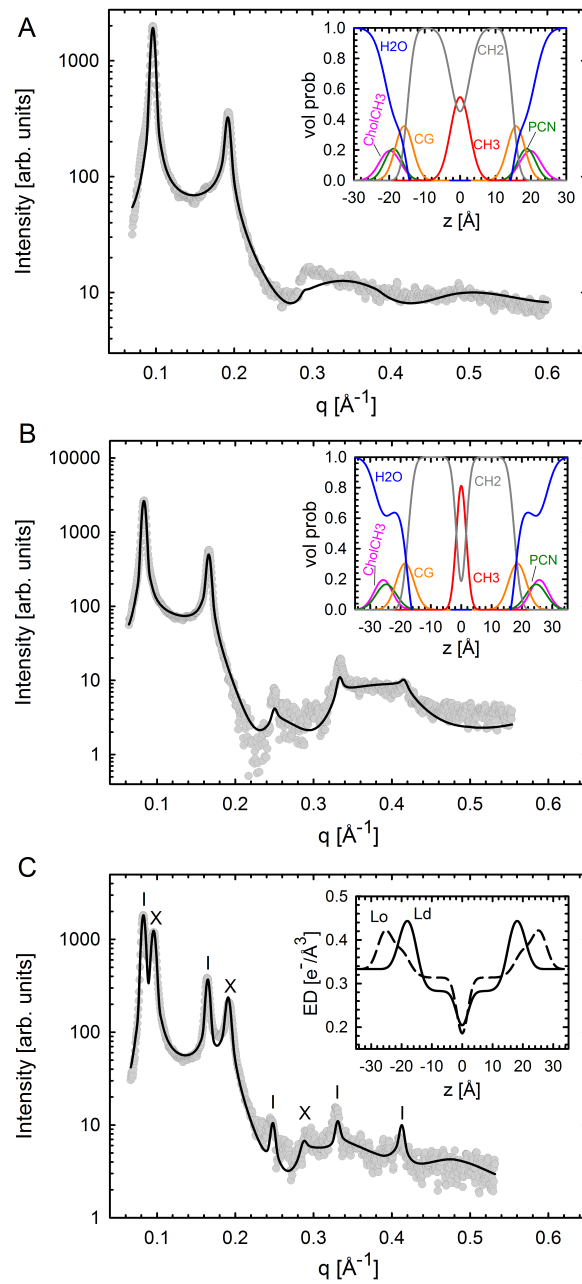 A
Intensity [arb. units]
1000
100
10
0.1 0.2 0.3 0.4 0.5 0.6
q [Å⁻¹]
vol prob
1.0
0.8
0.6
0.4
0.2
0.0
-30 -20 -10 0 10 20 30
z [Å]
H2O
CH2
CholCH3
CG
CH3
PCN
B
Intensity [arb. units]
10000
1000
100
10
1
0.1 0.2 0.3 0.4 0.5 0.6
q [Å⁻¹]
vol prob
1.0
0.8
0.6
0.4
0.2
0.0
-30 -20 -10 0 10 20 30
z [Å]
H2O
CH2
CholCH3
CG
CH3
PCN
C
Intensity [arb. units]
1000
100
10
1
0.1 0.2 0.3 0.4 0.5 0.6
q [Å⁻¹]
I X I X I X I I
ED [e⁻/Å³]
0.5
0.4
0.3
0.2
-30 -20 -10 0 10 20 30
z [Å]
Lo Ld